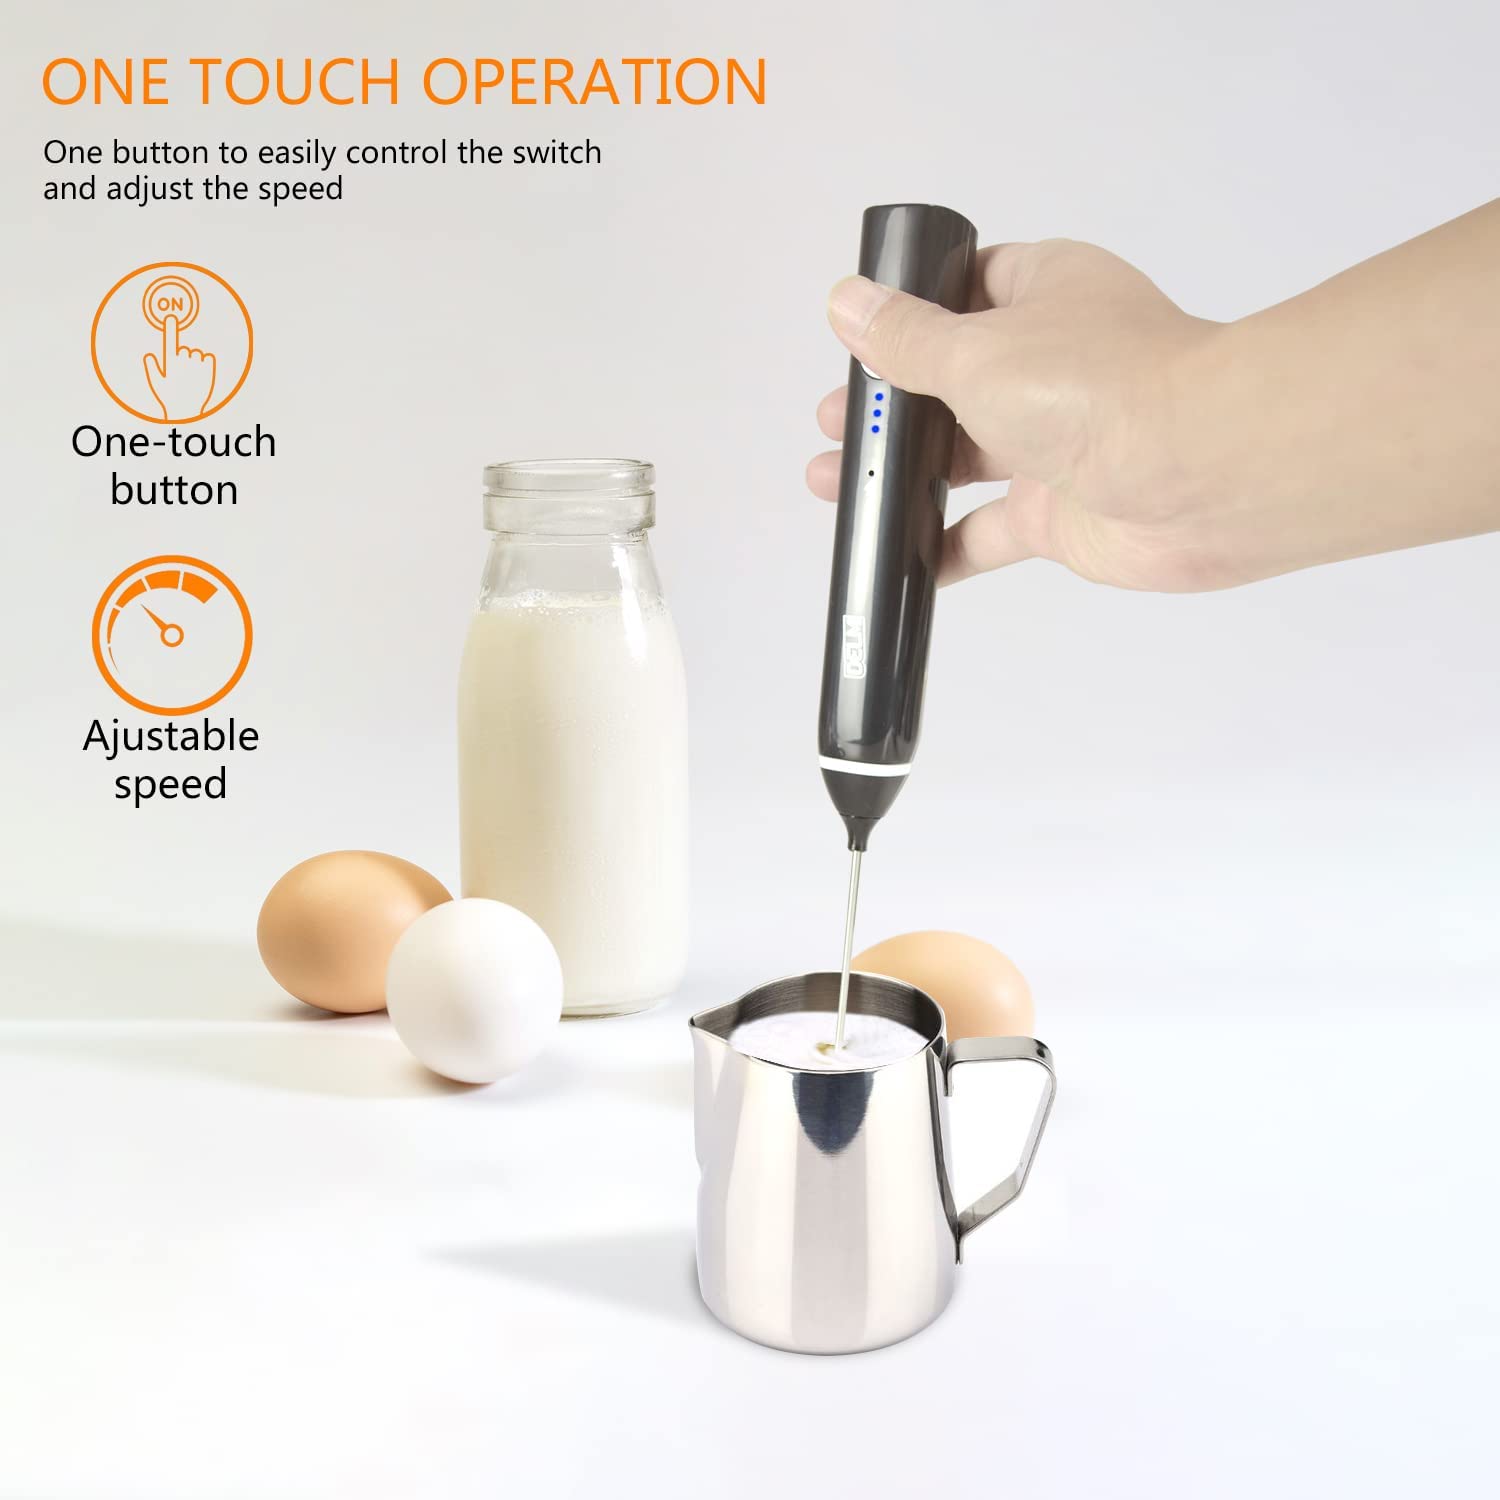 ONE TOUCH OPERATION
One button to easily control the switch
and adjust the speed
ON
One-touch
button
Ajustable
speed